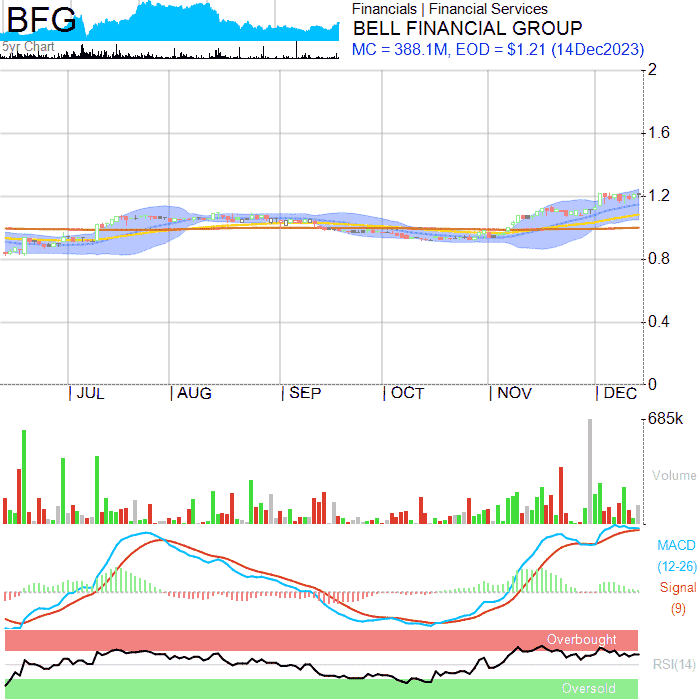 BFG
5yr Chart
Financials | Financial Services
BELL FINANCIAL GROUP
MC = 388.1M, EOD = $1.21 (14Dec2023)
2
1.6
1.2
0.8
0.4
0
| JUL | AUG | SEP | OCT | NOV | DEC
685k
Volume
MACD
(12-26)
Signal
(9)
Overbought
RSI(14)
Oversold